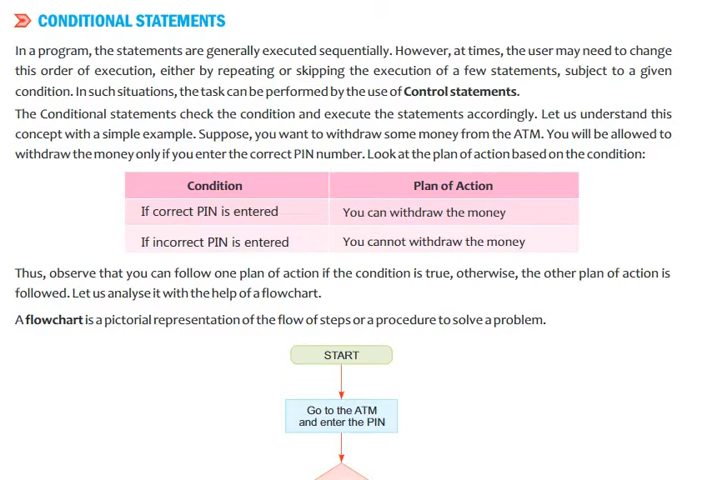 CONDITIONAL STATEMENTS
In a program, the statements are generally executed sequentially. However, at times, the user may need to change
this order of execution, either by repeating or skipping the execution of a few statements, subject to a given
condition. In such situations, the task can be performed by the use of Control statements.
The Conditional statements check the condition and execute the statements accordingly. Let us understand this
concept with a simple example. Suppose, you want to withdraw some money from the ATM. You will be allowed to
withdraw the money only if you enter the correct PIN number. Look at the plan of action based on the condition:
Condition Plan of Action
If correct PIN is entered You can withdraw the money
If incorrect PIN is entered You cannot withdraw the money
Thus, observe that you can follow one plan of action if the condition is true, otherwise, the other plan of action is
followed. Let us analyse it with the help of a flowchart.
A flowchart is a pictorial representation of the flow of steps or a procedure to solve a problem.
START
Go to the ATM
and enter the PIN